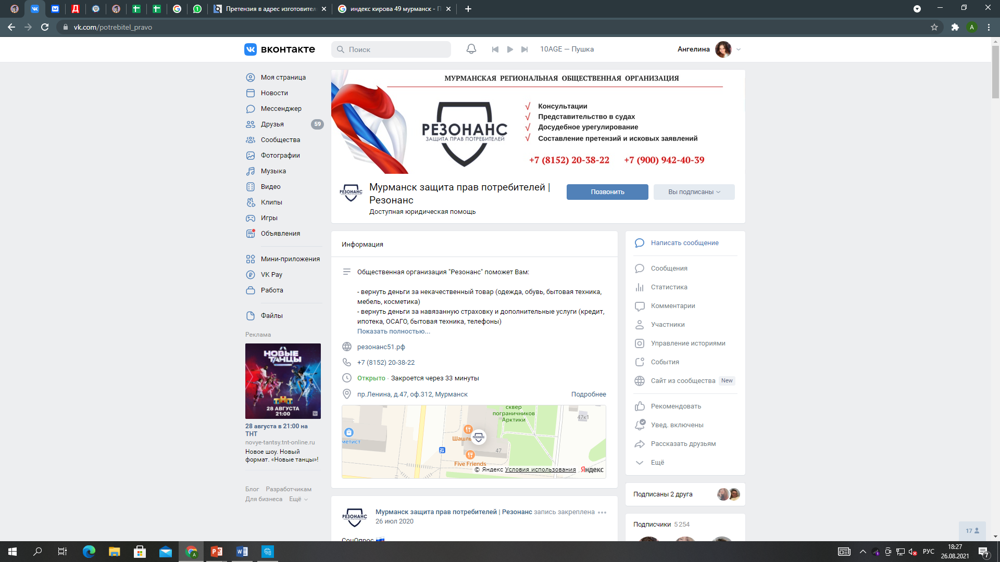 Претензия в адрес изготовител
индекс кирова 49 мурманск - П
vk.com/potrebitel_pravo
A
вконтакте
Поиск
10AGE — Пушка
Ангелина
Моя страница
Новости
Мессенджер
Друзья
59
Сообщества
Фотографии
Музыка
Видео
Клипы
Игры
Объявления
Мини-приложения
VK Pay
Работа
Файлы
Реклама
НОВЫЕ
ТАНЦЫ
ТНТ
28 АВГУСТА
21:00
28 августа в 21:00 на
ТНТ
novye-tantsy.tnt-online.ru
Новое шоу. Новый
формат. «Новые танцы»!
Блог Разработчикам
Для бизнеса Ещё
МУРМАНСКАЯ РЕГИОНАЛЬНАЯ ОБЩЕСТВЕННАЯ ОРГАНИЗАЦИЯ
РЕЗОНАНС
ЗАЩИТА ПРАВ ПОТРЕБИТЕЛЕЙ
√ Консультации
√ Представительство в судах
√ Досудебное урегулирование
√ Составление претензий и исковых заявлений
+7 (8152) 20-38-22 +7 (900) 942-40-39
РЕЗОНАНС
Мурманск защита прав потребителей |
Резонанс
Доступная юридическая помощь
Позвонить
Вы подписаны
Информация
Общественная организация "Резонанс" поможет Вам:
- вернуть деньги за некачественный товар (одежда, обувь, бытовая техника,
мебель, косметика)
- вернуть деньги за навязанную страховку и дополнительные услуги (кредит,
ипотека, ОСАГО, бытовая техника, телефоны)
Показать полностью...
резонанс51.рф
+7 (8152) 20-38-22
Открыто · Закроется через 33 минуты
пр.Ленина, д.47, оф.312, Мурманск
Подробнее
сквер
пограничников
Арктики
47к1
метист
Шашл
РЕЗОНАНС
47
Five Friends
© Яндекс Условия использования Яндекс
РЕЗОНАНС
Мурманск защита прав потребителей | Резонанс запись закреплена
26 июл 2020
СоцОпрос
Написать сообщение
Сообщения
Статистика
Комментарии
Участники
Управление историями
События
Сайт из сообщества New
Рекомендовать
Увед. включены
Рассказать друзьям
Ещё
Подписаны 2 друга
Подписчики 5 254
17
РУС
18:27
26.08.2021
7